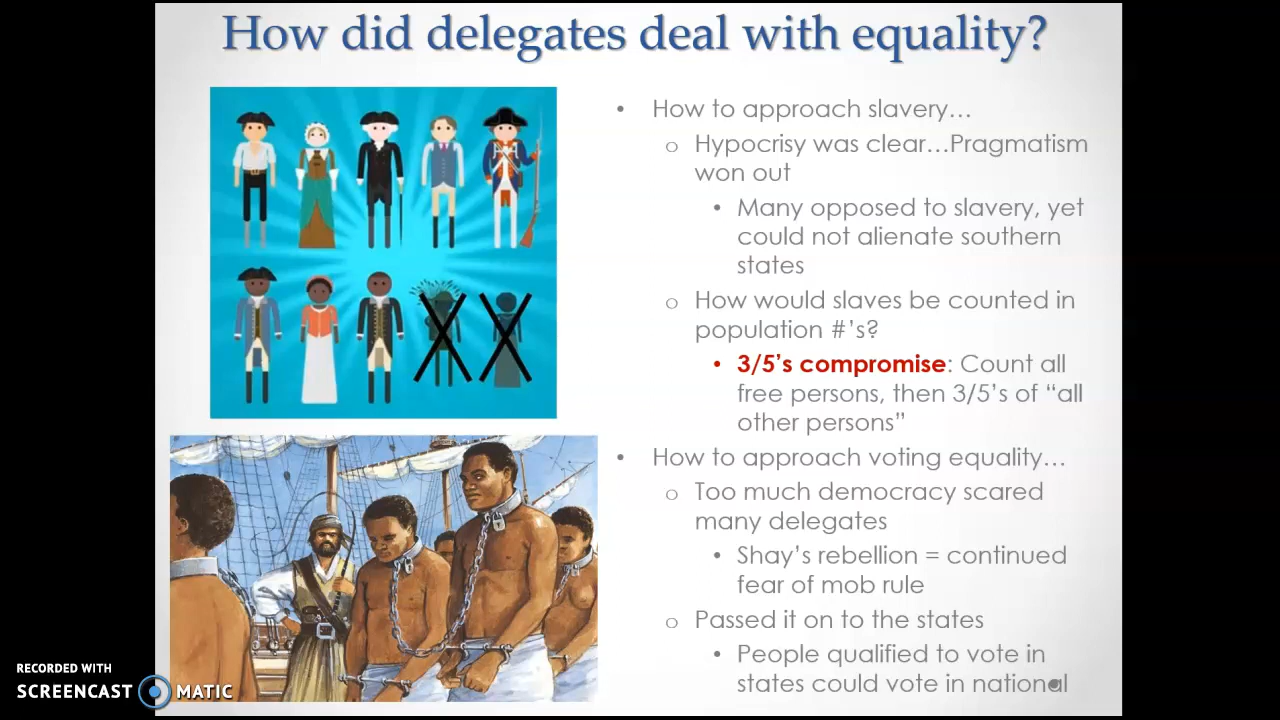 How did delegates deal with equality?
• How to approach slavery…
o Hypocrisy was clear…Pragmatism
won out
• Many opposed to slavery, yet
could not alienate southern
states
o How would slaves be counted in
population #'s?
• 3/5's compromise: Count all
free persons, then 3/5's of “all
other persons”
• How to approach voting equality…
o Too much democracy scared
many delegates
• Shay's rebellion = continued
fear of mob rule
o Passed it on to the states
• People qualified to vote in
states could vote in national
RECORDED WITH
SCREENCAST MATIC